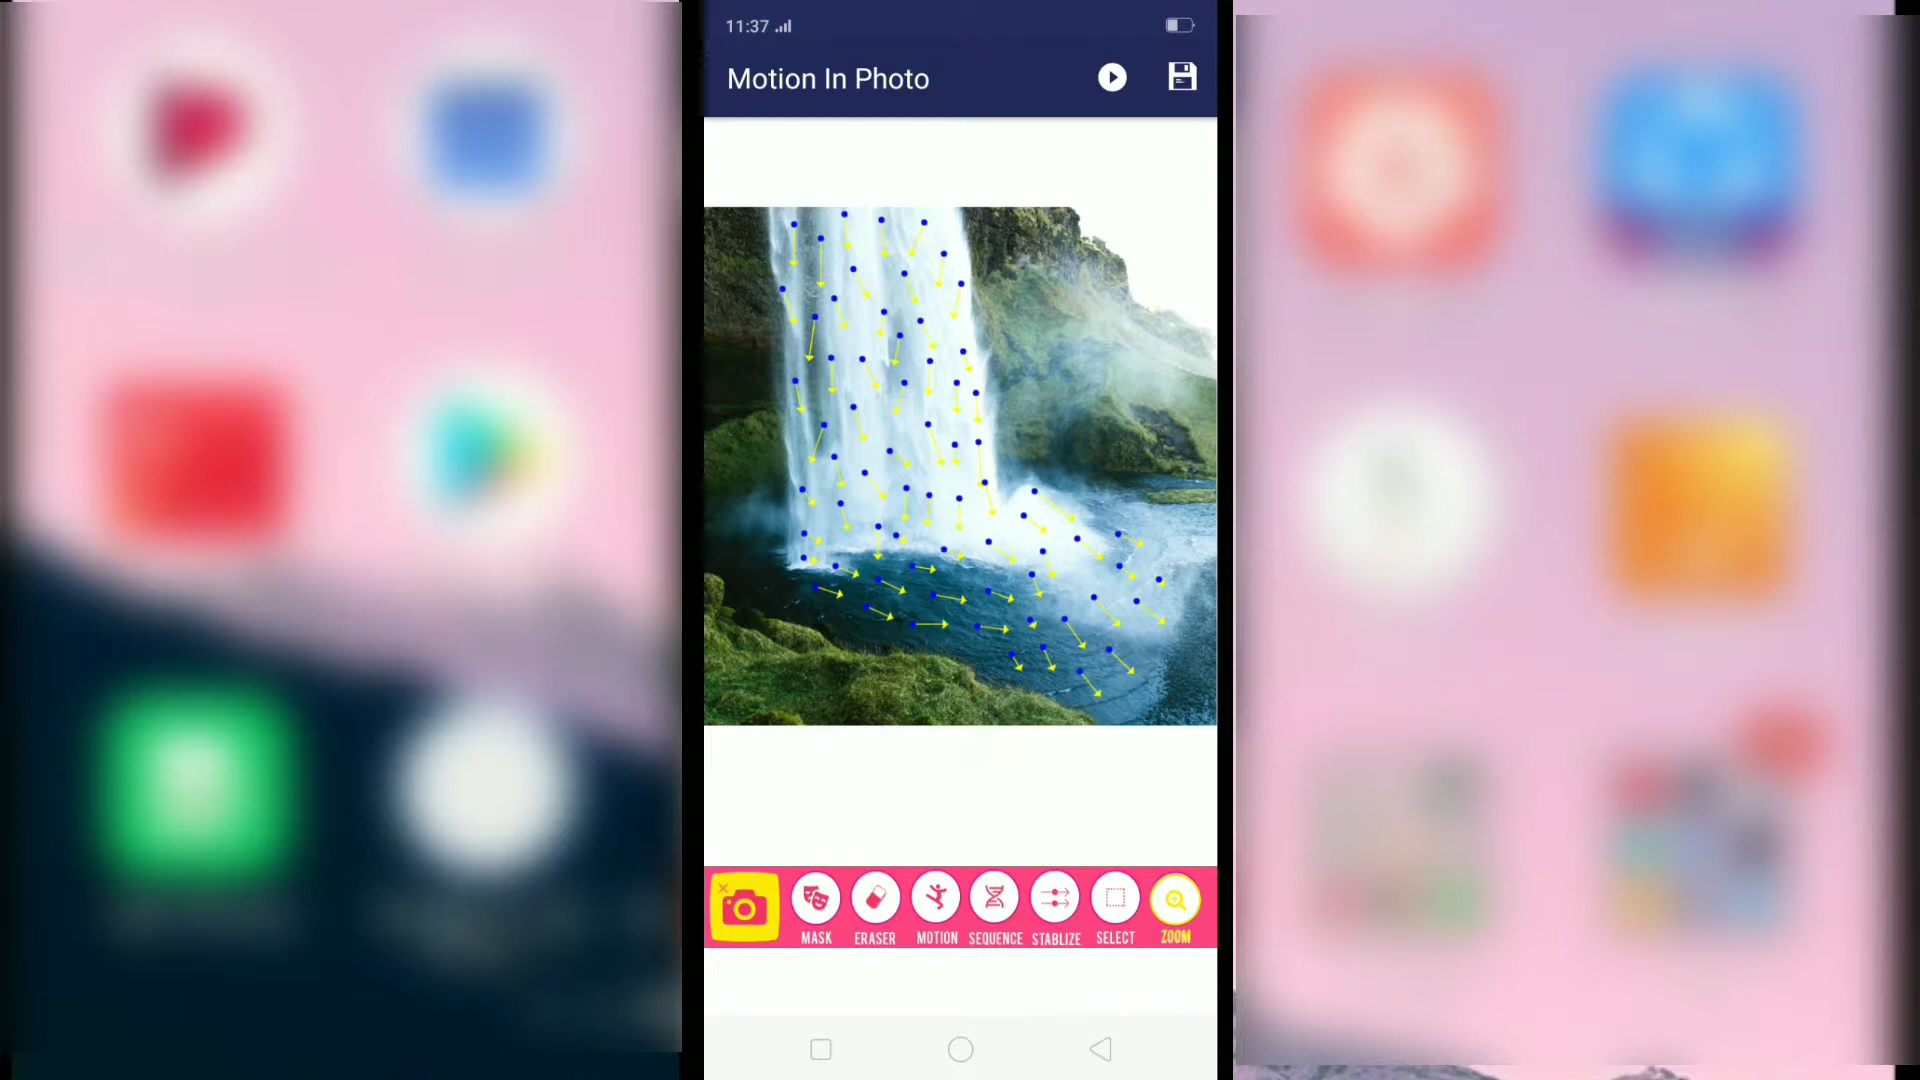 11:37
Motion In Photo
MASK
ERASER
MOTION
SEQUENCE
STABLIZE
SELECT
ZOOM